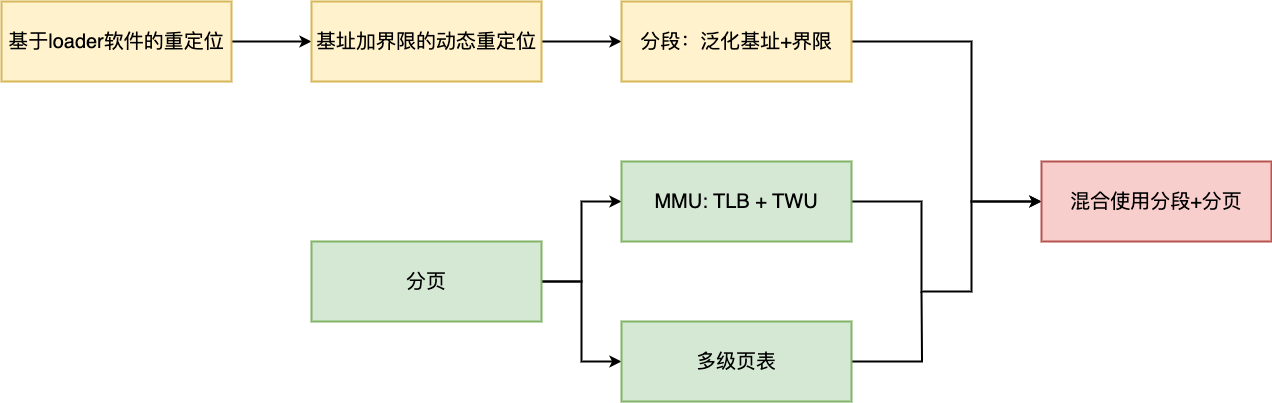 基于loader软件的重定位
基址加界限的动态重定位
分段：泛化基址+界限
MMU: TLB + TWU
混合使用分段+分页
分页
多级页表